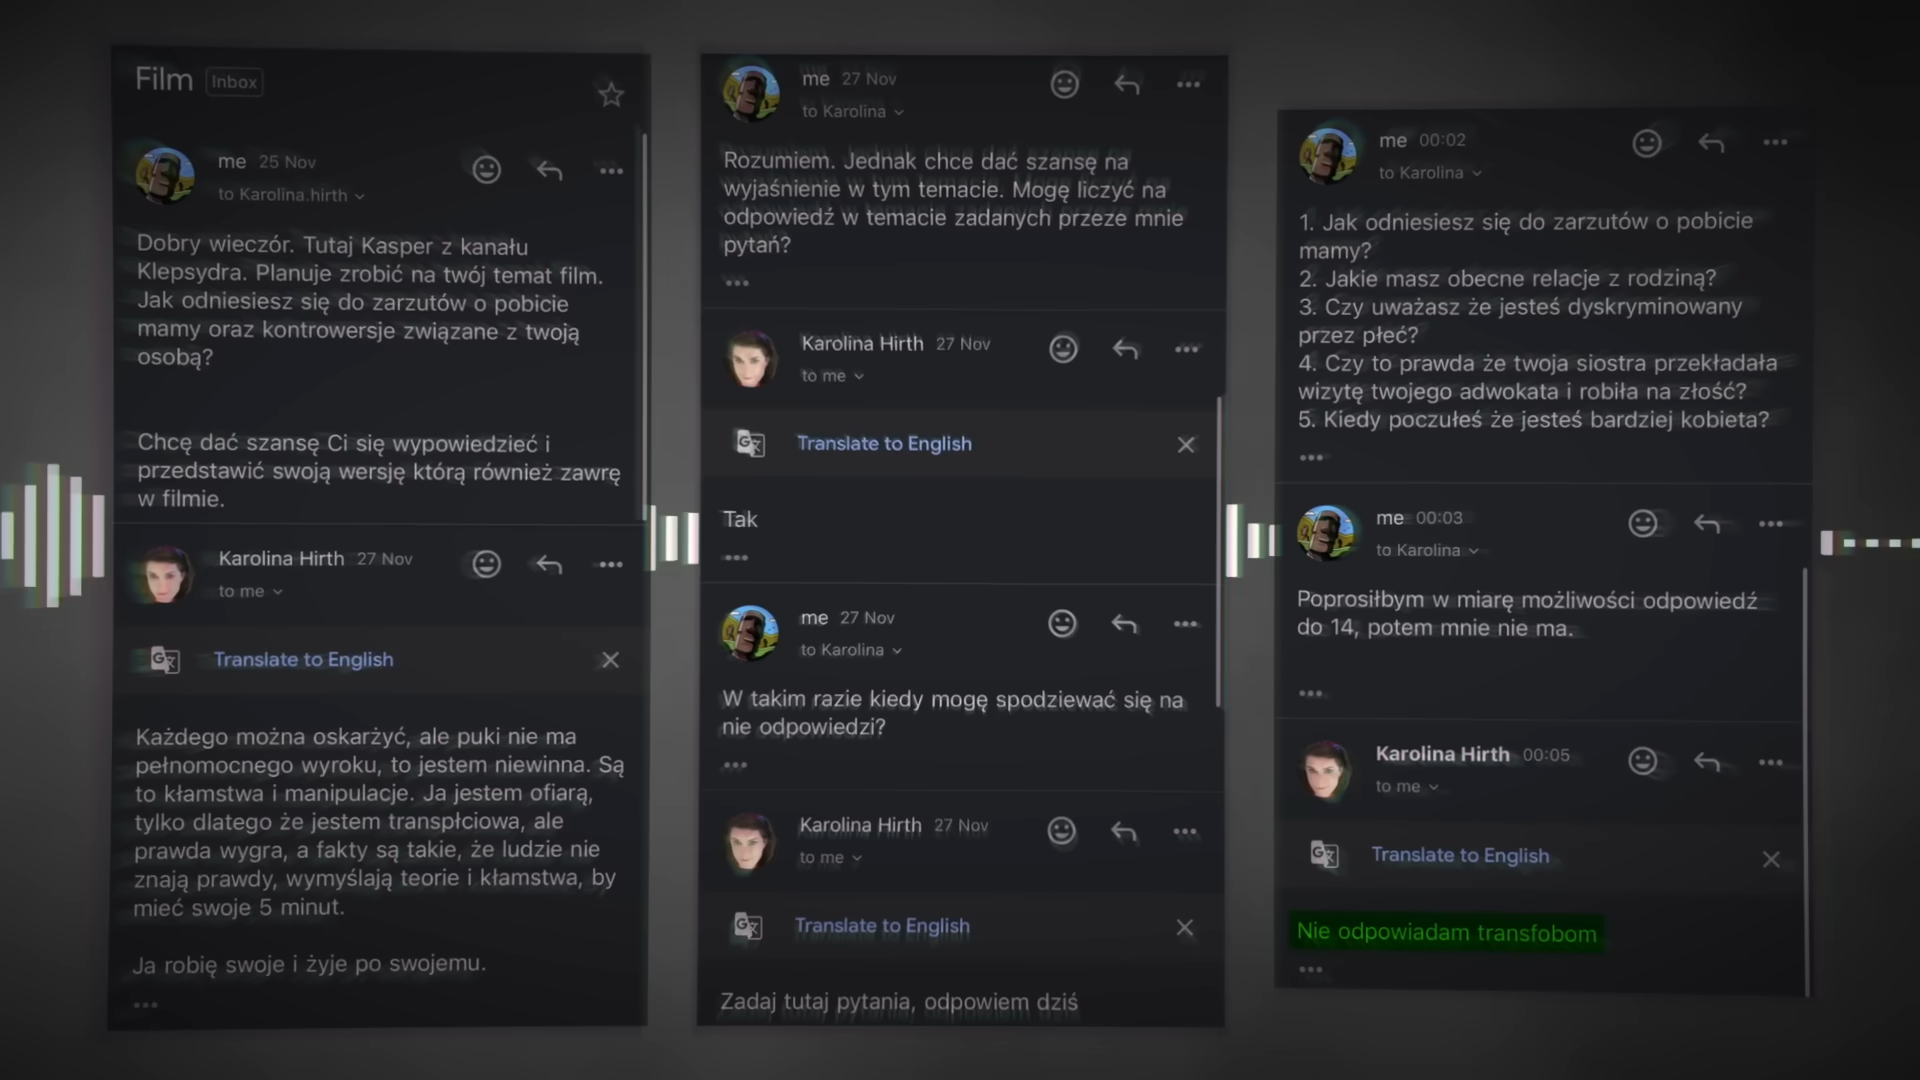 Film Inbox
me 25 Nov
to Karolina.hirth
Dobry wieczór. Tutaj Kasper z kanału
Klepsydra. Planuje zrobić na twój temat film.
Jak odniesiesz się do zarzutów o pobicie
mamy oraz kontrowersje związane z twoją
osobą?
Chcę dać szansę Ci się wypowiedzieć i
przedstawić swoją wersję którą również zawrę
w filmie.
Karolina Hirth 27 Nov
to me
Translate to English
Każdego można oskarżyć, ale puki nie ma
pełnomocnego wyroku, to jestem niewinna. Są
to kłamstwa i manipulacje. Ja jestem ofiarą,
tylko dlatego że jestem transpłciowa, ale
prawda wygra, a fakty są takie, że ludzie nie
znają prawdy, wymyślają teorie i kłamstwa, by
mieć swoje 5 minut.
Ja robię swoje i żyje po swojemu.
me 27 Nov
to Karolina
Rozumiem. Jednak chce dać szansę na
wyjaśnienie w tym temacie. Mogę liczyć na
odpowiedź w temacie zadanych przeze mnie
pytań?
Karolina Hirth 27 Nov
to me
Translate to English
Tak
me 27 Nov
to Karolina
W takim razie kiedy mogę spodziewać się na
nie odpowiedzi?
Karolina Hirth 27 Nov
to me
Translate to English
Zadaj tutaj pytania, odpowiem dziś
me 00:02
to Karolina
1. Jak odniesiesz się do zarzutów o pobicie
mamy?
2. Jakie masz obecne relacje z rodziną?
3. Czy uważasz że jesteś dyskryminowany
przez płeć?
4. Czy to prawda że twoja siostra przekładała
wizytę twojego adwokata i robiła na złość?
5. Kiedy poczułeś że jesteś bardziej kobieta?
me 00:03
to Karolina
Poprosiłbym w miarę możliwości odpowiedź
do 14, potem mnie nie ma.
Karolina Hirth 00:05
to me
Translate to English
Nie odpowiadam transfobom